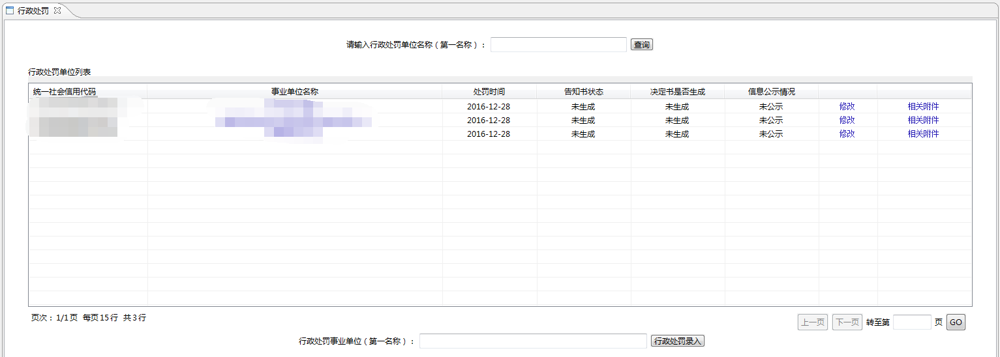 行政处罚
请输入行政处罚单位名称（第一名称）： 查询
行政处罚单位列表
统一社会信用代码 事业单位名称 处罚时间 告知书状态 决定书是否生成 信息公示情况
2016-12-28 未生成 未生成 未公示 修改 相关附件
2016-12-28 未生成 未生成 未公示 修改 相关附件
2016-12-28 未生成 未生成 未公示 修改 相关附件
页次：1/1页 每页15行 共3行 上一页 下一页 转至第 页 GO
行政处罚事业单位（第一名称）： 行政处罚录入